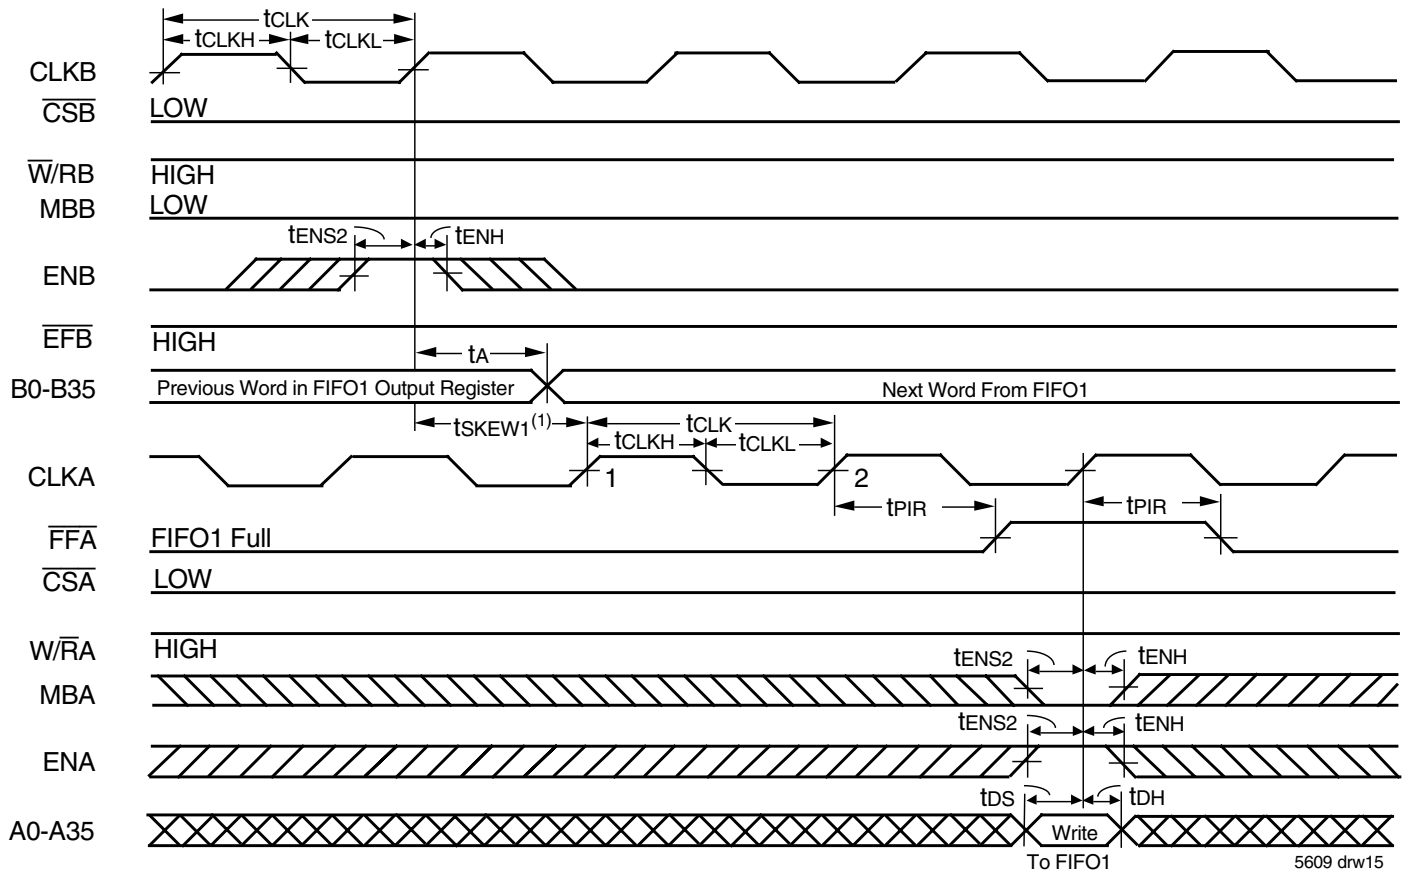 tCLK
tCLKH tCLKL
CLKB
CSB LOW
W/RB HIGH
MBB LOW
tENS2 tENH
ENB
EFB HIGH
tA
B0-B35 Previous Word in FIFO1 Output Register Next Word From FIFO1
tSKEW1(1) tCLK
tCLKH tCLKL
CLKA 1 2
tPIR tPIR
FFA FIFO1 Full
CSA LOW
W/RA HIGH
tENS2 tENH
MBA
tENS2 tENH
ENA
tDS tDH
A0-A35 Write
To FIFO1 5609 drw15